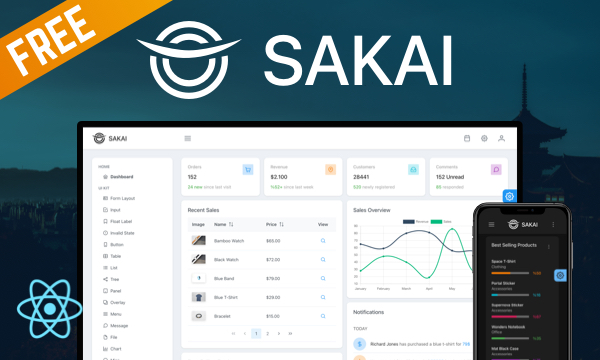 FREE
SAKAI
SAKAI
HOME
Dashboard
UI KIT
Form Layout
Input
Float Label
Invalid State
Button
Table
List
Tree
Panel
Overlay
Menu
Message
File
Chart
Orders
152
24 new since last visit
Revenue
$2.100
%52+ since last week
Customers
28441
520 newly registered
Comments
152 Unread
85 responded
Recent Sales
Image Name Price View
Bamboo Watch $65.00
Black Watch $72.00
Blue Band $79.00
Blue T-Shirt $29.00
Bracelet $15.00
1 2
Sales Overview
Revenue Sales
January February March April May
Notifications
TODAY
Richard Jones has purchased a blue t-shirt for
SAKAI
Best Selling Products
Space T-Shirt
Clothing
Portal Sticker
Accessories
Supernova Sticker
Accessories
Wonders Notebook
Office
Mat Black Case
Accessories